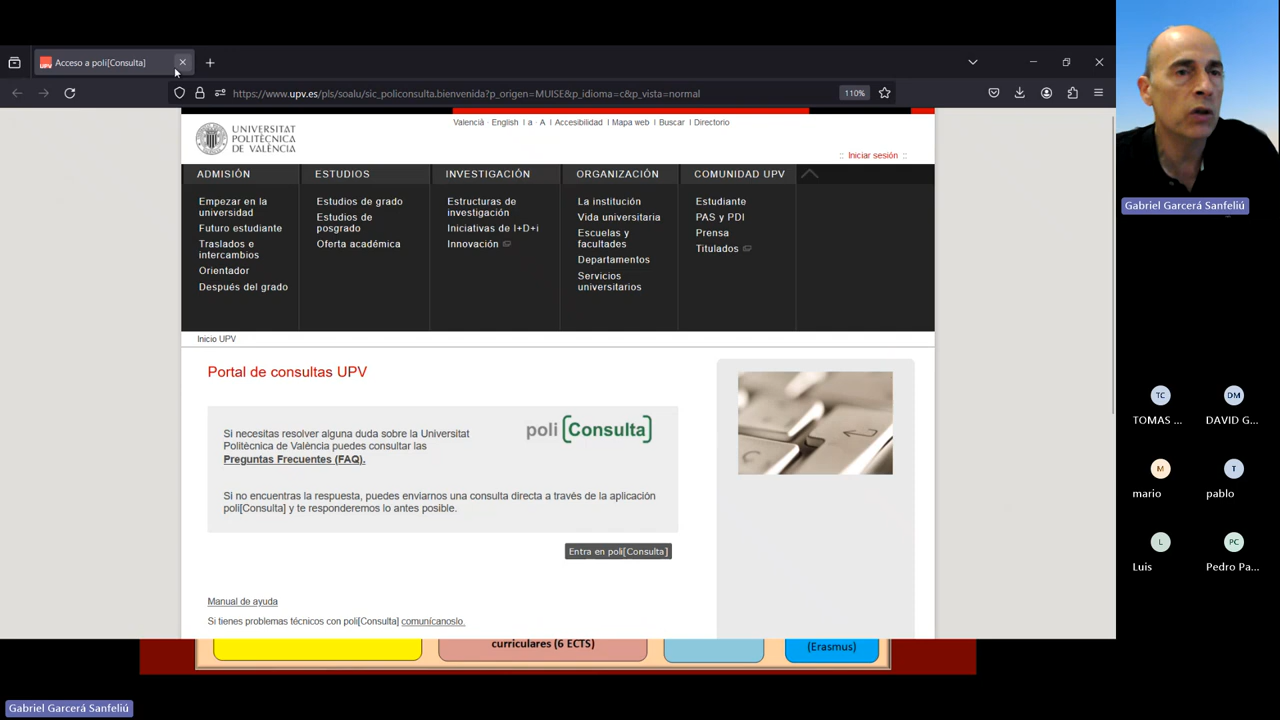 Acceso a poli[Consulta]
https://www.upv.es/pls/soalu/sic_policonsulta.bienvenida?p_origen=MUISE&p_idioma=c&p_vista=normal
110%
UNIVERSITAT
POLITÈCNICA
DE VALÈNCIA
Valencià · English | a · A | Accesibilidad | Mapa web | Buscar | Directorio
:: Iniciar sesión ::
ADMISIÓN
Empezar en la
universidad
Futuro estudiante
Traslados e
intercambios
Orientador
Después del grado
ESTUDIOS
Estudios de grado
Estudios de
posgrado
Oferta académica
INVESTIGACIÓN
Estructuras de
investigación
Iniciativas de I+D+i
Innovación
ORGANIZACIÓN
La institución
Vida universitaria
Escuelas y
facultades
Departamentos
Servicios
universitarios
COMUNIDAD UPV
Estudiante
PAS y PDI
Prensa
Titulados
Inicio UPV
Portal de consultas UPV
Si necesitas resolver alguna duda sobre la Universitat
Politècnica de València puedes consultar las
Preguntas Frecuentes (FAQ).
poli [Consulta]
Si no encuentras la respuesta, puedes enviarnos una consulta directa a través de la aplicación
poli[Consulta] y te responderemos lo antes posible.
Entra en poli[Consulta]
Manual de ayuda
Si tienes problemas técnicos con poli[Consulta] comunícanoslo.
curriculares (6 ECTS)
(Erasmus)
Gabriel Garcerá Sanfeliú
Gabriel Garcerá Sanfeliú
TC
TOMAS ...
DM
DAVID G...
M
mario
T
pablo
L
Luis
PC
Pedro Pa...